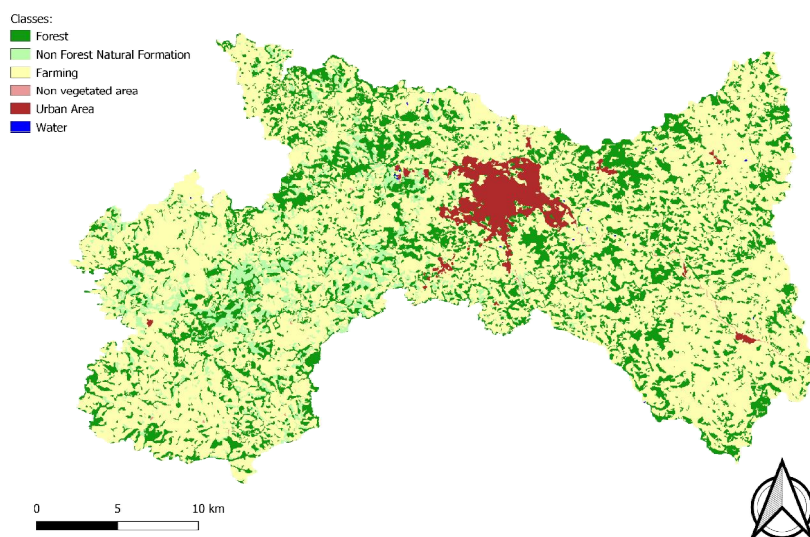 Classes:
Forest
Non Forest Natural Formation
Farming
Non vegetated area
Urban Area
Water
0 5 10 km